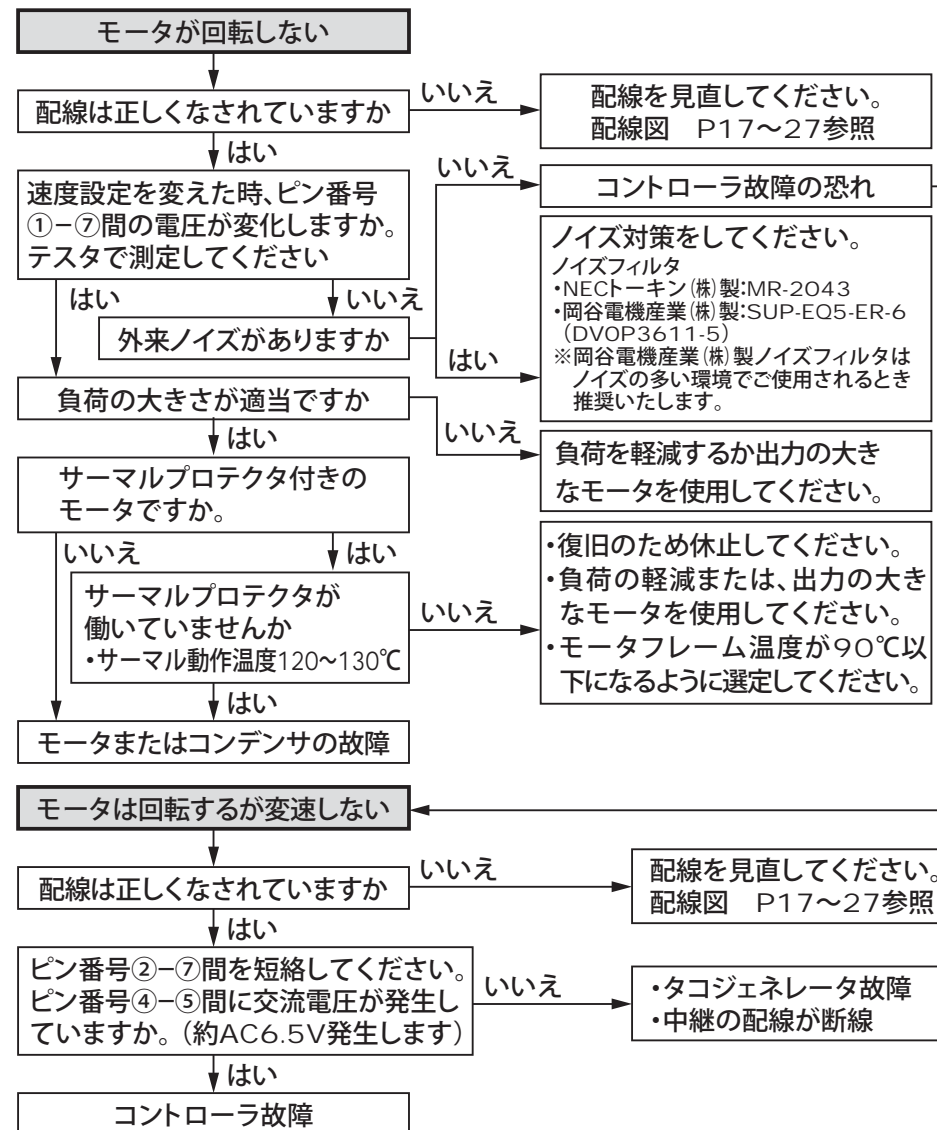 モータが回転しない
配線は正しくなされていますか
いいえ
配線を見直してください。
配線図　P17〜27参照
はい
速度設定を変えた時、ピン番号
①−⑦間の電圧が変化しますか。
テスタで測定してください
はい
いいえ
外来ノイズがありますか
いいえ
コントローラ故障の恐れ
はい
ノイズ対策をしてください。
ノイズフィルタ
・NECトーキン㈱製:MR-2043
・岡谷電機産業㈱製:SUP-EQ5-ER-6
（DVOP3611-5）
※岡谷電機産業㈱製ノイズフィルタは
ノイズの多い環境でご使用されるとき
推奨いたします。
負荷の大きさが適当ですか
いいえ
負荷を軽減するか出力の大き
なモータを使用してください。
はい
サーマルプロテクタ付きの
モータですか。
いいえ
はい
サーマルプロテクタが
働いていませんか
・サーマル動作温度120〜130℃
いいえ
・復旧のため休止してください。
・負荷の軽減または、出力の大き
なモータを使用してください。
・モータフレーム温度が90℃以
下になるように選定してください。
はい
モータまたはコンデンサの故障
モータは回転するが変速しない
配線は正しくなされていますか
いいえ
配線を見直してください。
配線図　P17〜27参照
はい
ピン番号②−⑦間を短絡してください。
ピン番号④−⑤間に交流電圧が発生し
ていますか。（約AC6.5V発生します）
いいえ
・タコジェネレータ故障
・中継の配線が断線
はい
コントローラ故障